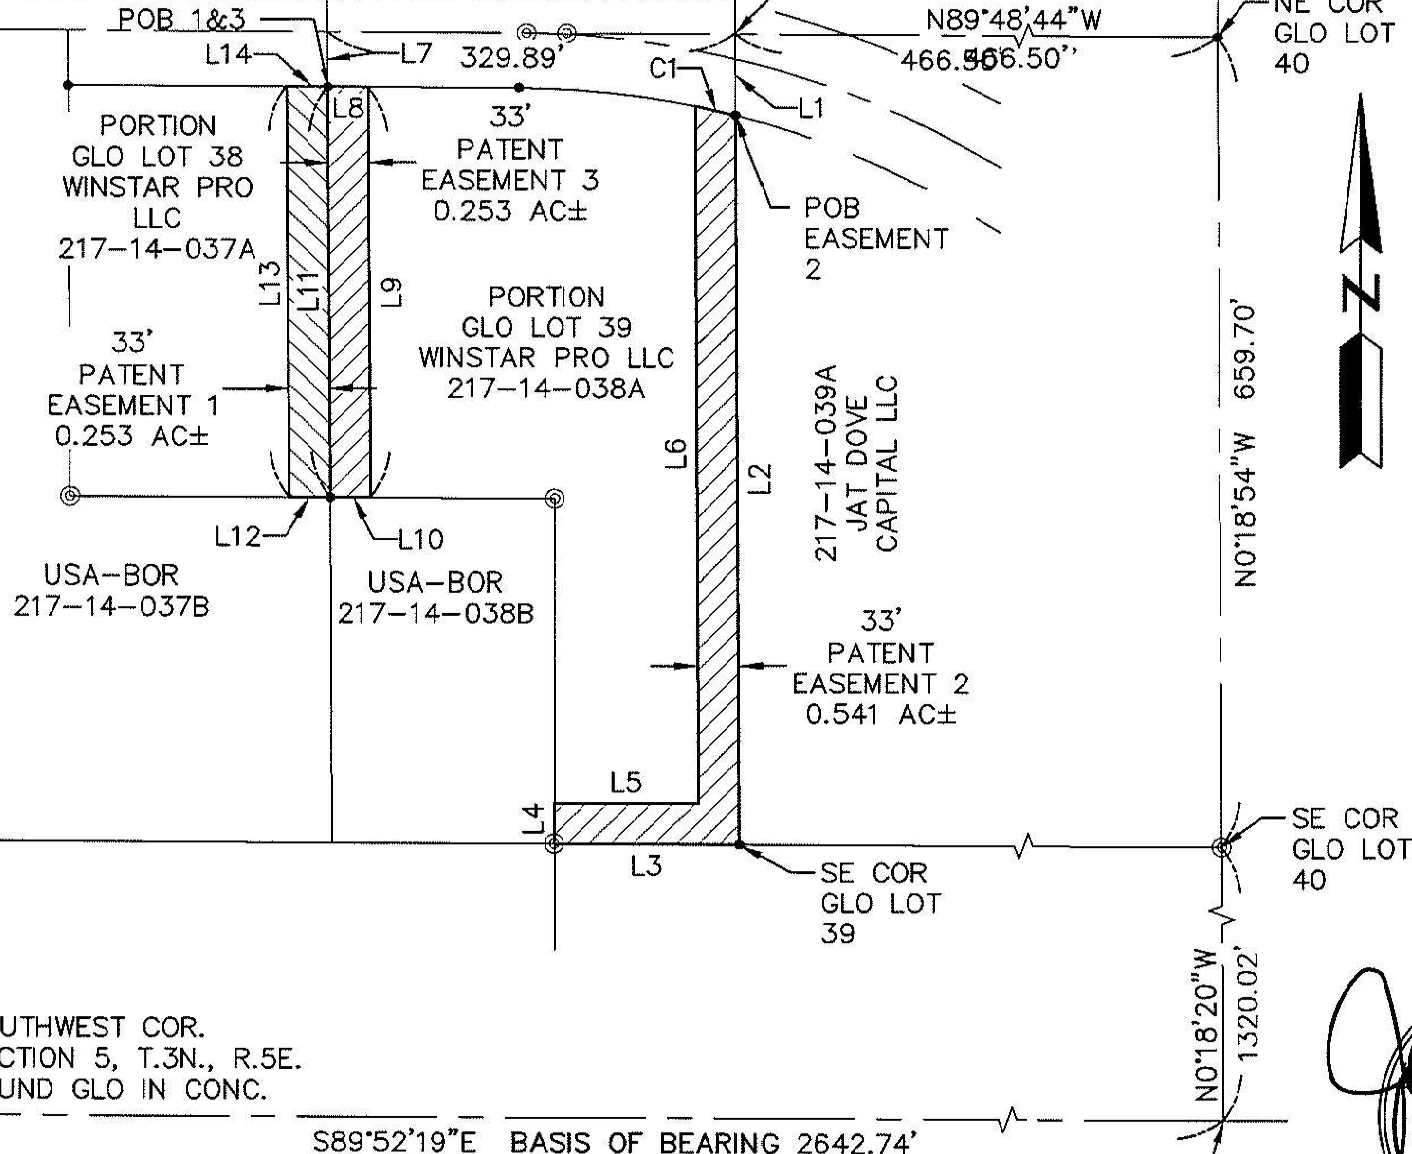 POB 1&3
L14
L7
329.89'
C1
N89°48'44"W
466.50'
466.50'
L1
NE COR
GLO LOT
40
PORTION
GLO LOT 38
WINSTAR PRO
LLC
217-14-037A
L8
33'
PATENT
EASEMENT 3
0.253 AC±
POB
EASEMENT
2
L13
L11
L9
PORTION
GLO LOT 39
WINSTAR PRO LLC
217-14-038A
33'
PATENT
EASEMENT 1
0.253 AC±
L6
L2
217-14-039A
JAT DOVE
CAPITAL LLC
N0°18'54"W 659.70'
N
L12
L10
USA-BOR
217-14-037B
USA-BOR
217-14-038B
33'
PATENT
EASEMENT 2
0.541 AC±
L5
L4
L3
SE COR
GLO LOT
39
SE COR
GLO LOT
40
N0°18'20"W
1320.02'
UTHWEST COR.
CTION 5, T.3N., R.5E.
UND GLO IN CONC.
S89°52'19"E BASIS OF BEARING 2642.74'